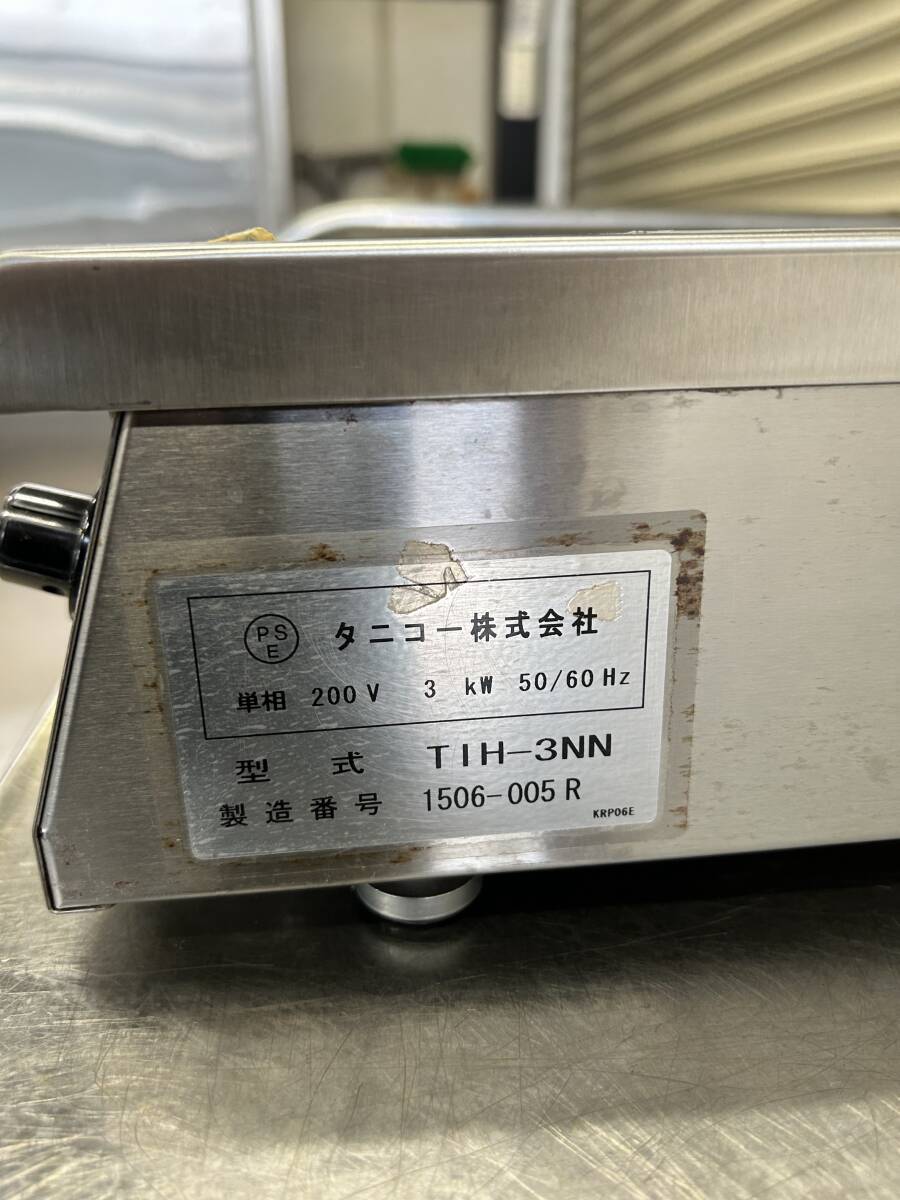 PSE タニコー株式会社
単相 200V 3 kW 50/60Hz
型式 TIH-3NN
製造番号 1506-005R
KRP06E